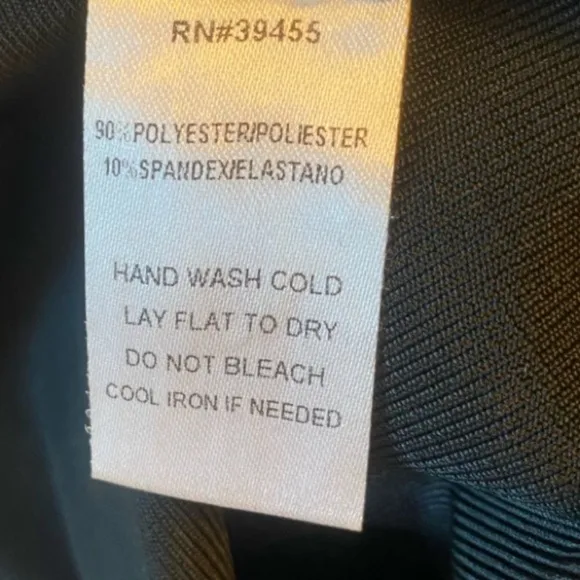 RN#39455
90%POLYESTER/POLIESTER
10%SPANDEX/ELASTANO
HAND WASH COLD
LAY FLAT TO DRY
DO NOT BLEACH
COOL IRON IF NEEDED